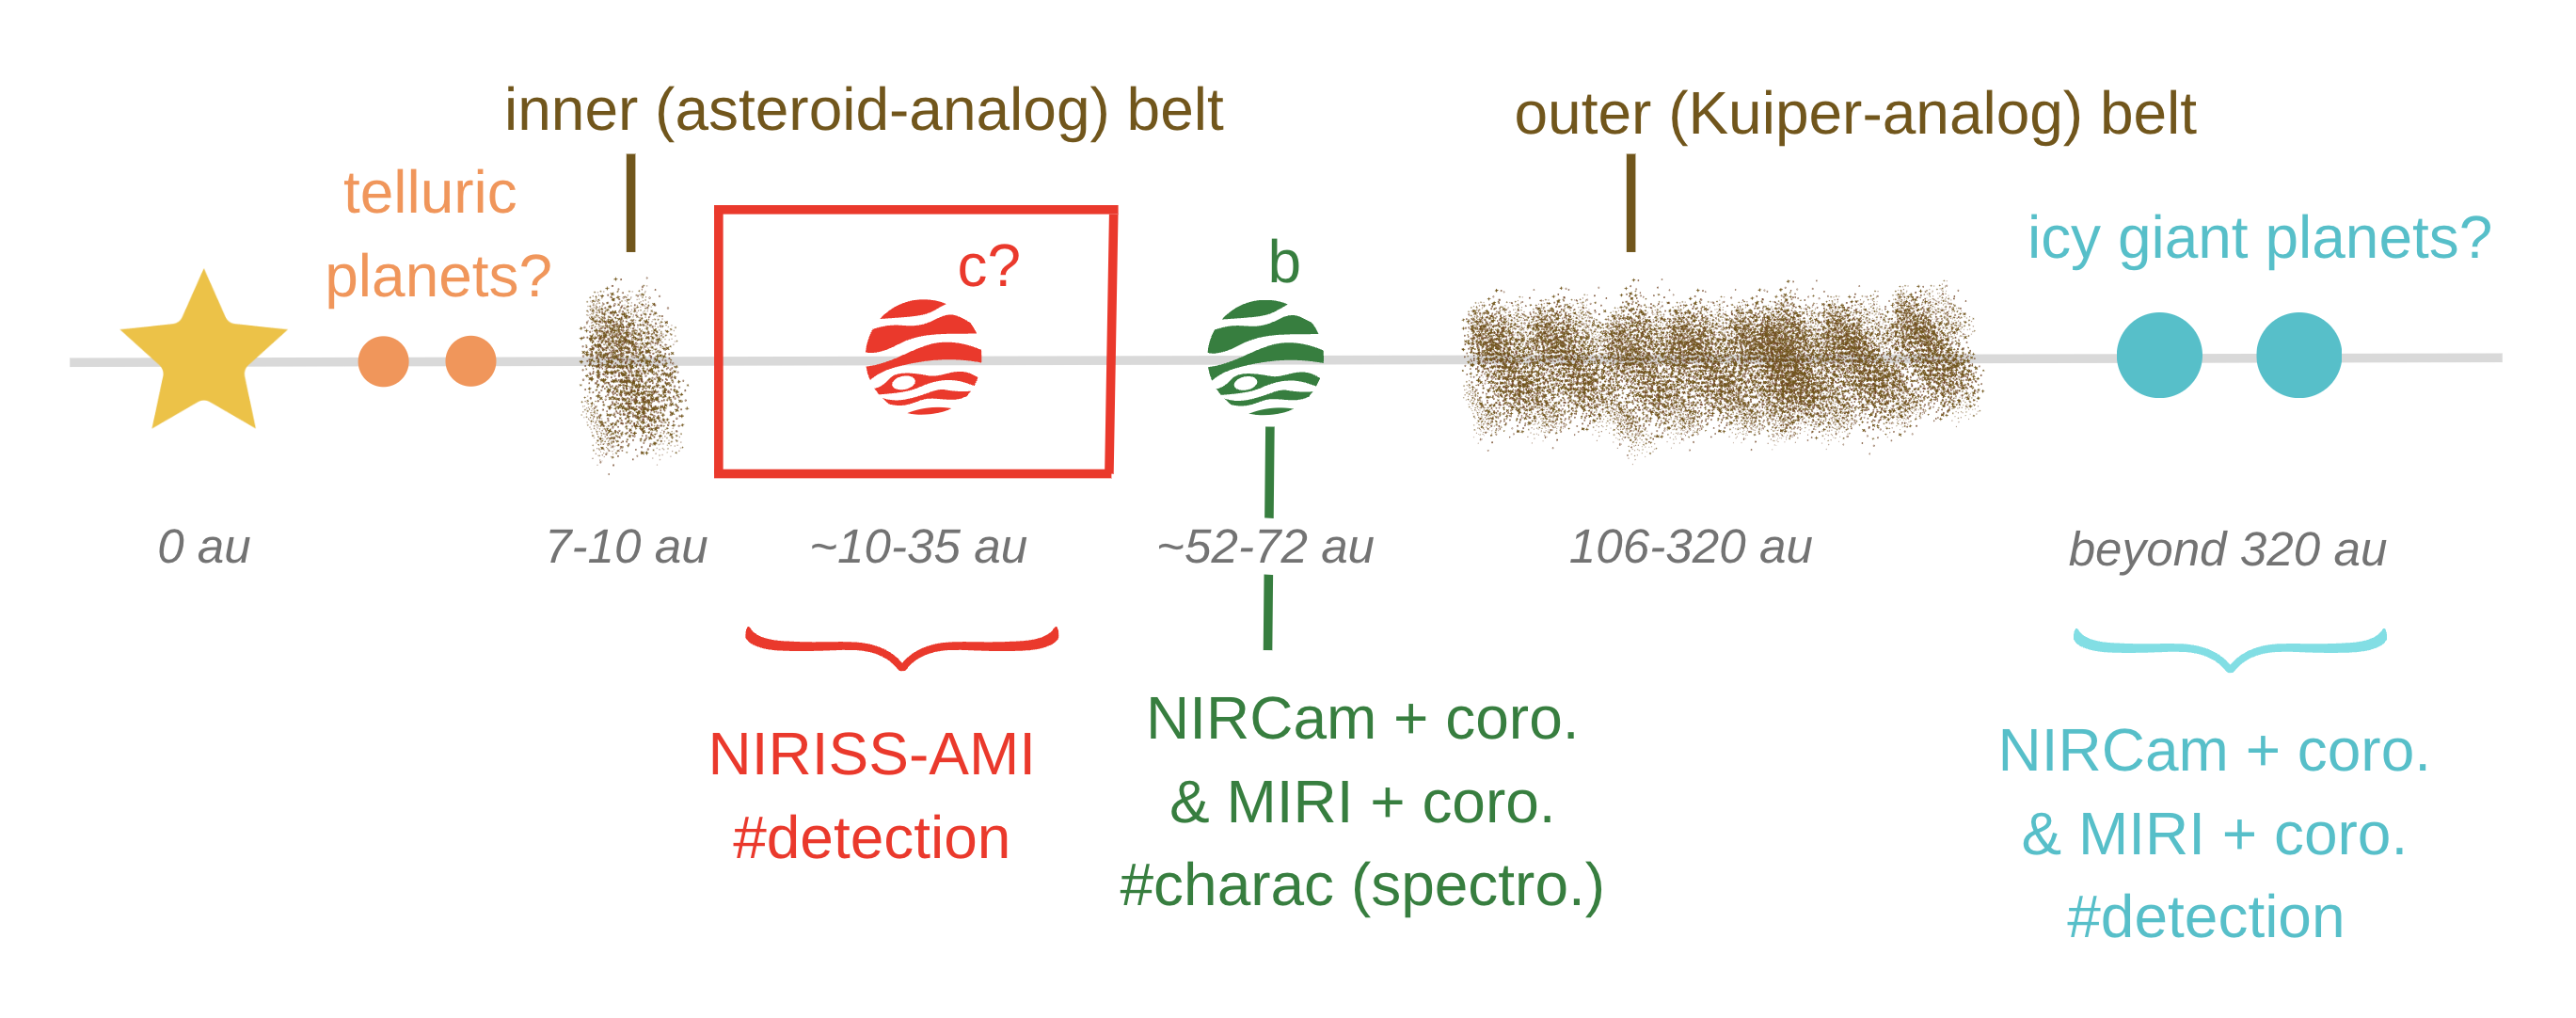 inner (asteroid-analog) belt
outer (Kuiper-analog) belt
telluric
planets?
c?
b
icy giant planets?
0 au
7-10 au
~10-35 au
~52-72 au
106-320 au
beyond 320 au
NIRISS-AMI
#detection
NIRCam + coro.
& MIRI + coro.
#charac (spectro.)
NIRCam + coro.
& MIRI + coro.
#detection